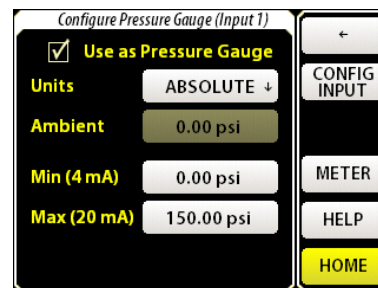 Configure Pressure Gauge (Input 1)
Use as Pressure Gauge
Units ABSOLUTE ↓
Ambient 0.00 psi
Min (4 mA) 0.00 psi
Max (20 mA) 150.00 psi
←
CONFIG
INPUT
METER
HELP
HOME